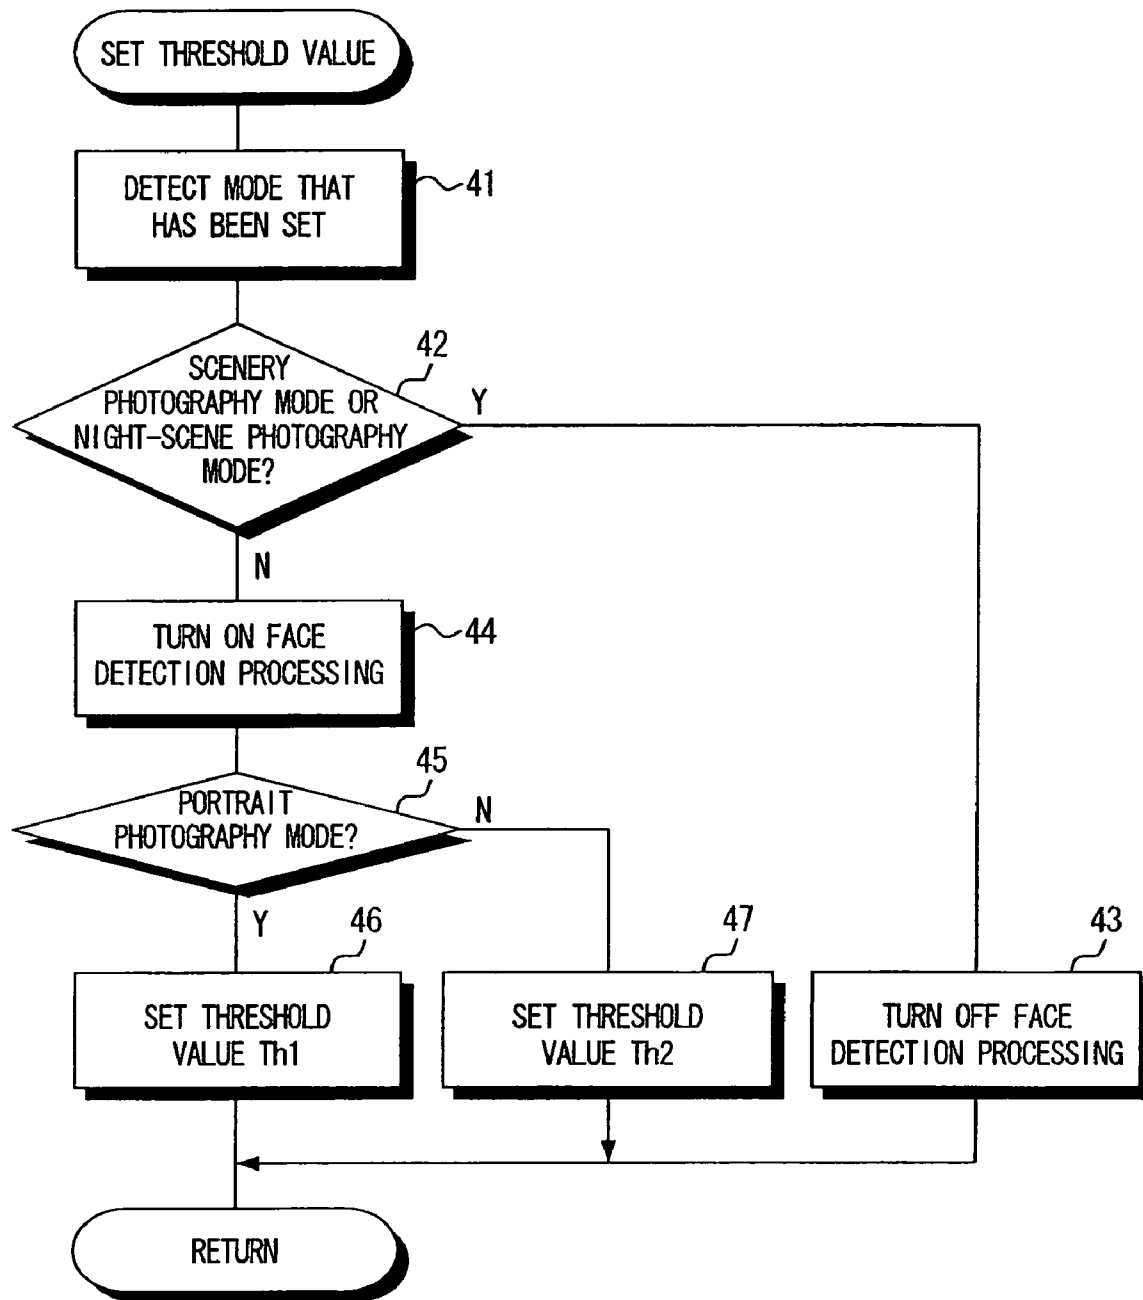 SET THRESHOLD VALUE
DETECT MODE THAT
HAS BEEN SET
41
SCENERY
PHOTOGRAPHY MODE OR
NIGHT-SCENE PHOTOGRAPHY
MODE?
42
Y
N
TURN ON FACE
DETECTION PROCESSING
44
PORTRAIT
PHOTOGRAPHY MODE?
45
N
Y
46
SET THRESHOLD
VALUE Th1
47
SET THRESHOLD
VALUE Th2
43
TURN OFF FACE
DETECTION PROCESSING
RETURN